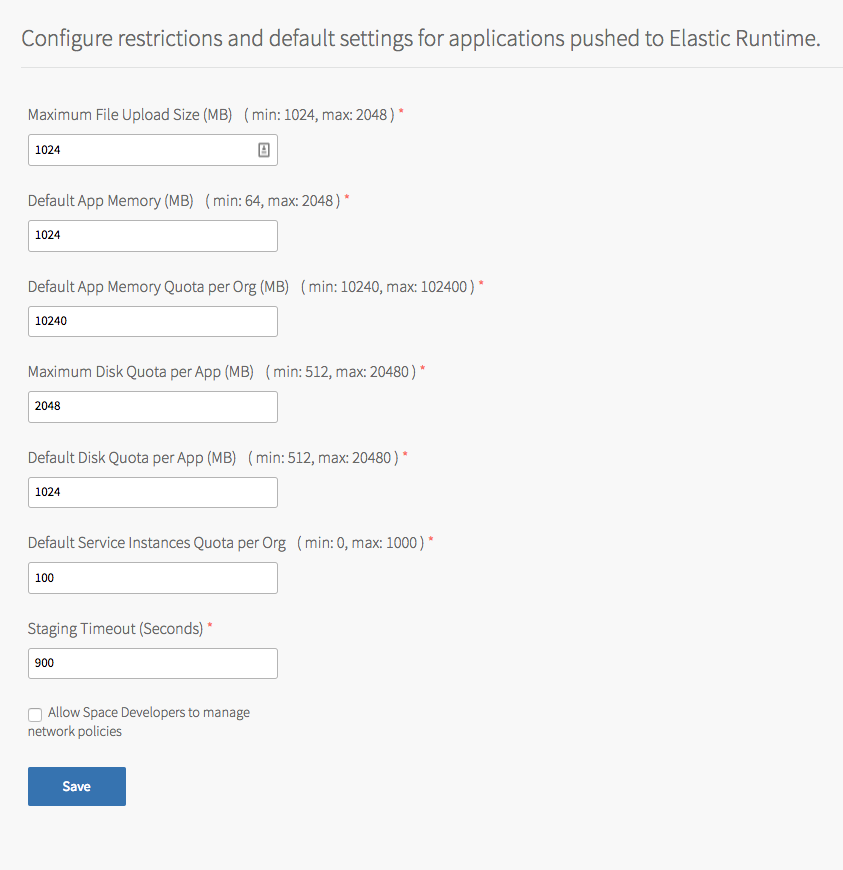 Configure restrictions and default settings for applications pushed to Elastic Runtime.
Maximum File Upload Size (MB) ( min: 1024, max: 2048 ) *
1024
Default App Memory (MB) ( min: 64, max: 2048 ) *
1024
Default App Memory Quota per Org (MB) ( min: 10240, max: 102400 ) *
10240
Maximum Disk Quota per App (MB) ( min: 512, max: 20480 ) *
2048
Default Disk Quota per App (MB) ( min: 512, max: 20480 ) *
1024
Default Service Instances Quota per Org ( min: 0, max: 1000 ) *
100
Staging Timeout (Seconds) *
900
Allow Space Developers to manage
network policies
Save